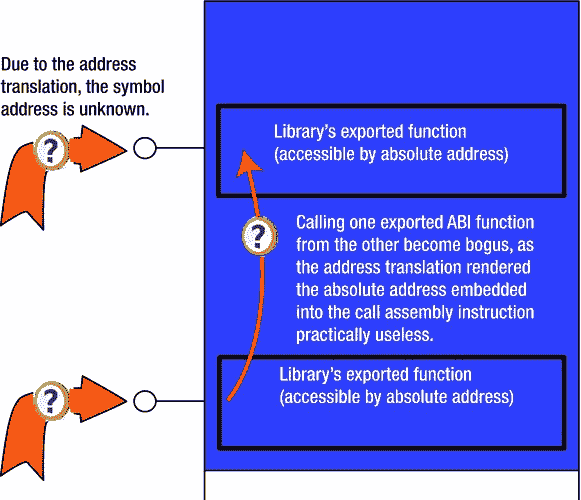 Due to the address
translation, the symbol
address is unknown.
?
Library's exported function
(accessible by absolute address)
?
Calling one exported ABI function
from the other become bogus, as
the address translation rendered
the absolute address embedded
into the call assembly instruction
practically useless.
?
Library's exported function
(accessible by absolute address)